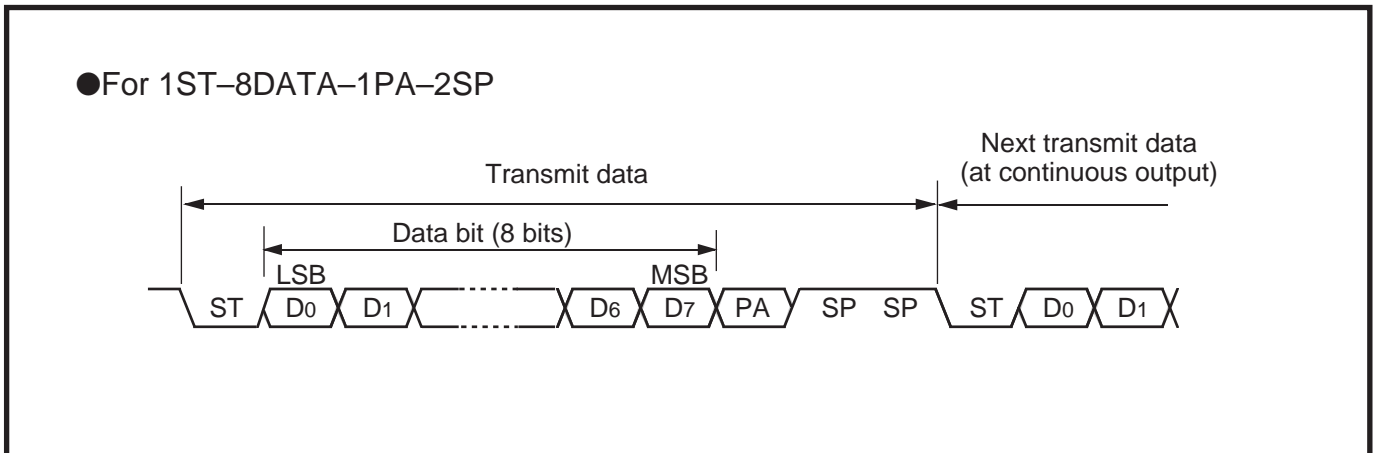 ●For 1ST–8DATA–1PA–2SP
Next transmit data
(at continuous output)
Transmit data
Data bit (8 bits)
LSB MSB
ST D0 D1 D6 D7 PA SP SP ST D0 D1